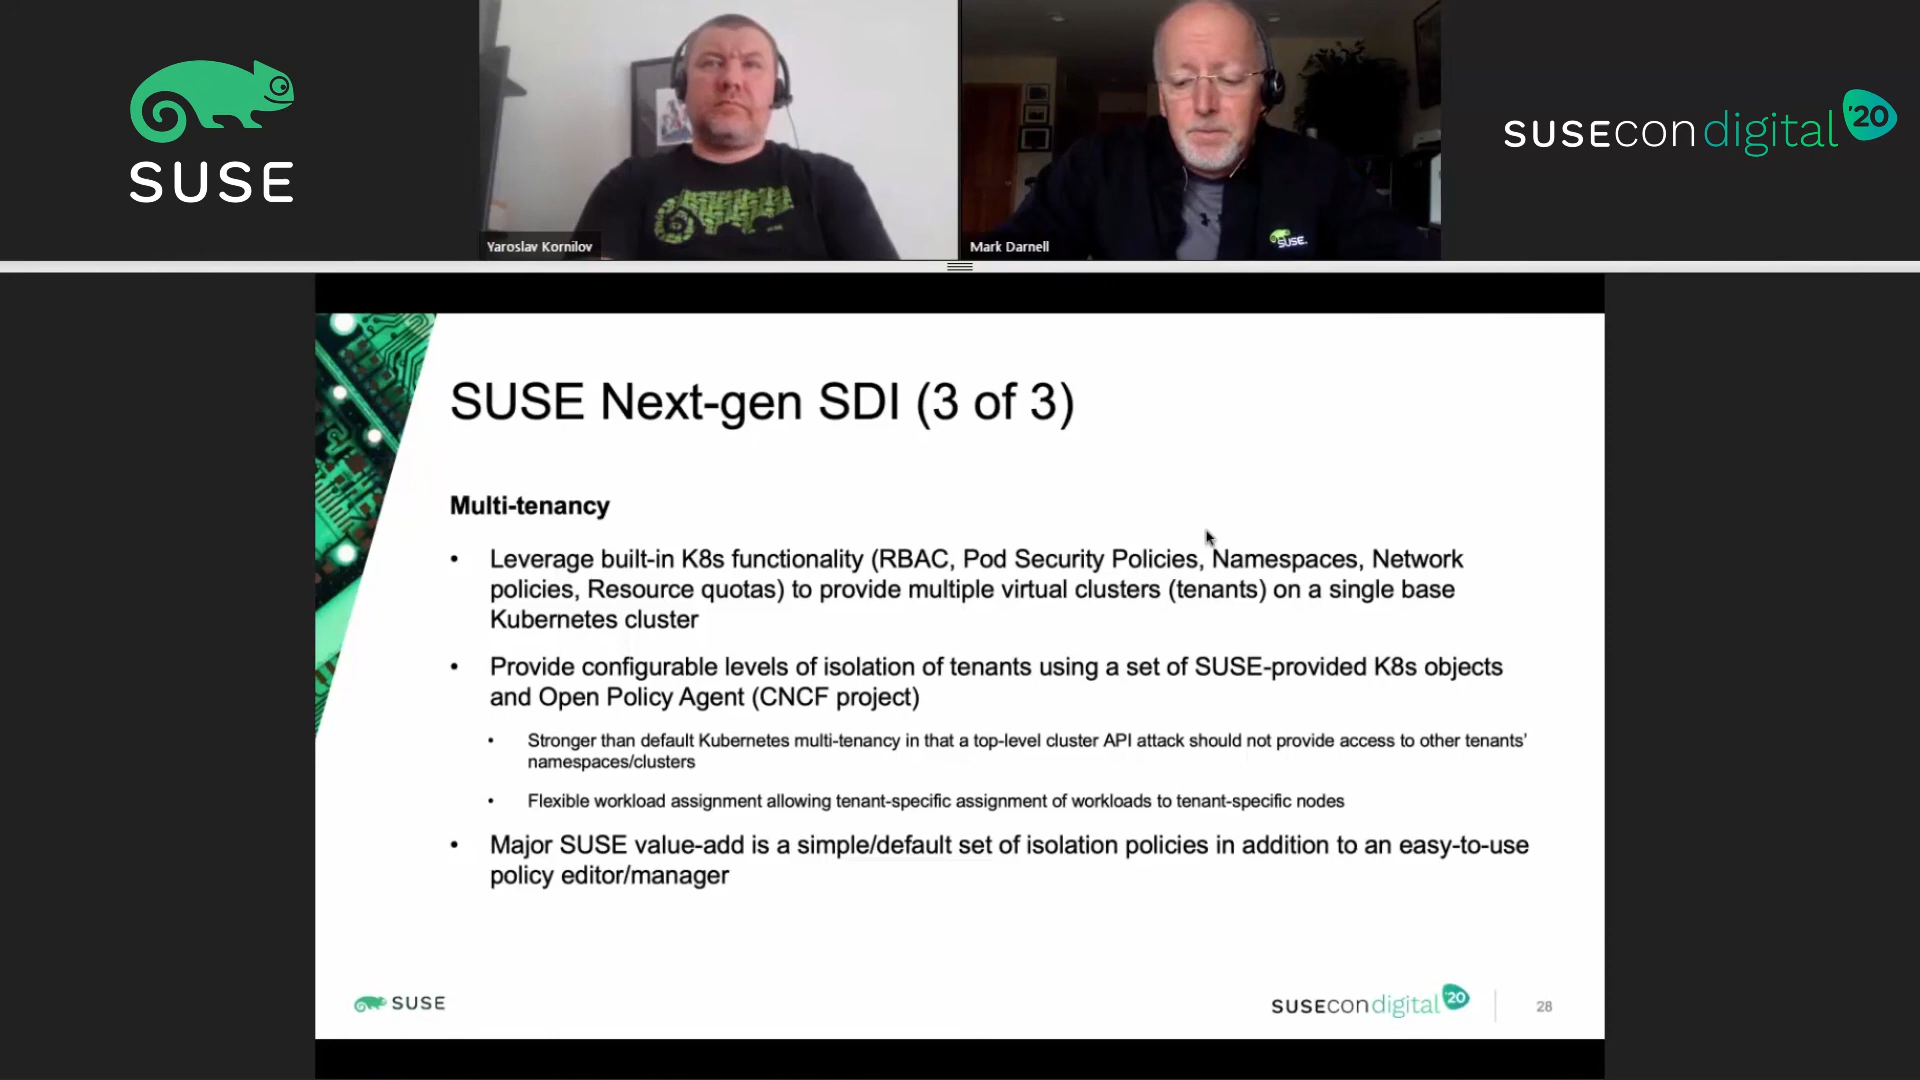 SUSE
Yaroslav Kornilov
Mark Darnell
SUSE.
SUSECON digital '20
SUSE Next-gen SDI (3 of 3)
Multi-tenancy
• Leverage built-in K8s functionality (RBAC, Pod Security Policies, Namespaces, Network
policies, Resource quotas) to provide multiple virtual clusters (tenants) on a single base
Kubernetes cluster
• Provide configurable levels of isolation of tenants using a set of SUSE-provided K8s objects
and Open Policy Agent (CNCF project)
• Stronger than default Kubernetes multi-tenancy in that a top-level cluster API attack should not provide access to other tenants’
namespaces/clusters
• Flexible workload assignment allowing tenant-specific assignment of workloads to tenant-specific nodes
• Major SUSE value-add is a simple/default set of isolation policies in addition to an easy-to-use
policy editor/manager
SUSE
SUSECON digital '20
28